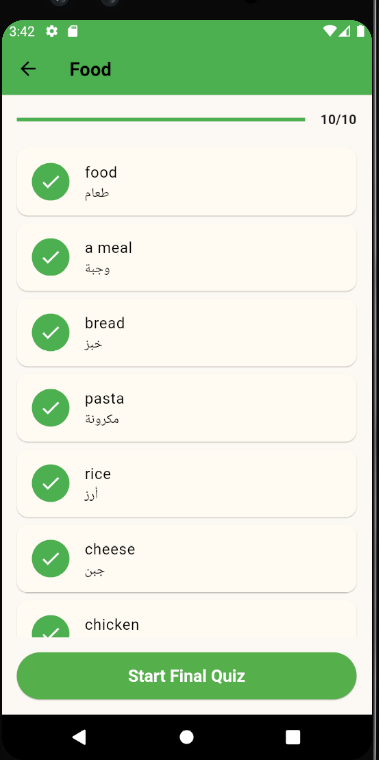 3:42
Food
10/10
food
طعام
a meal
وجبة
bread
خبز
pasta
مكرونة
rice
أرز
cheese
جبن
chicken
Start Final Quiz